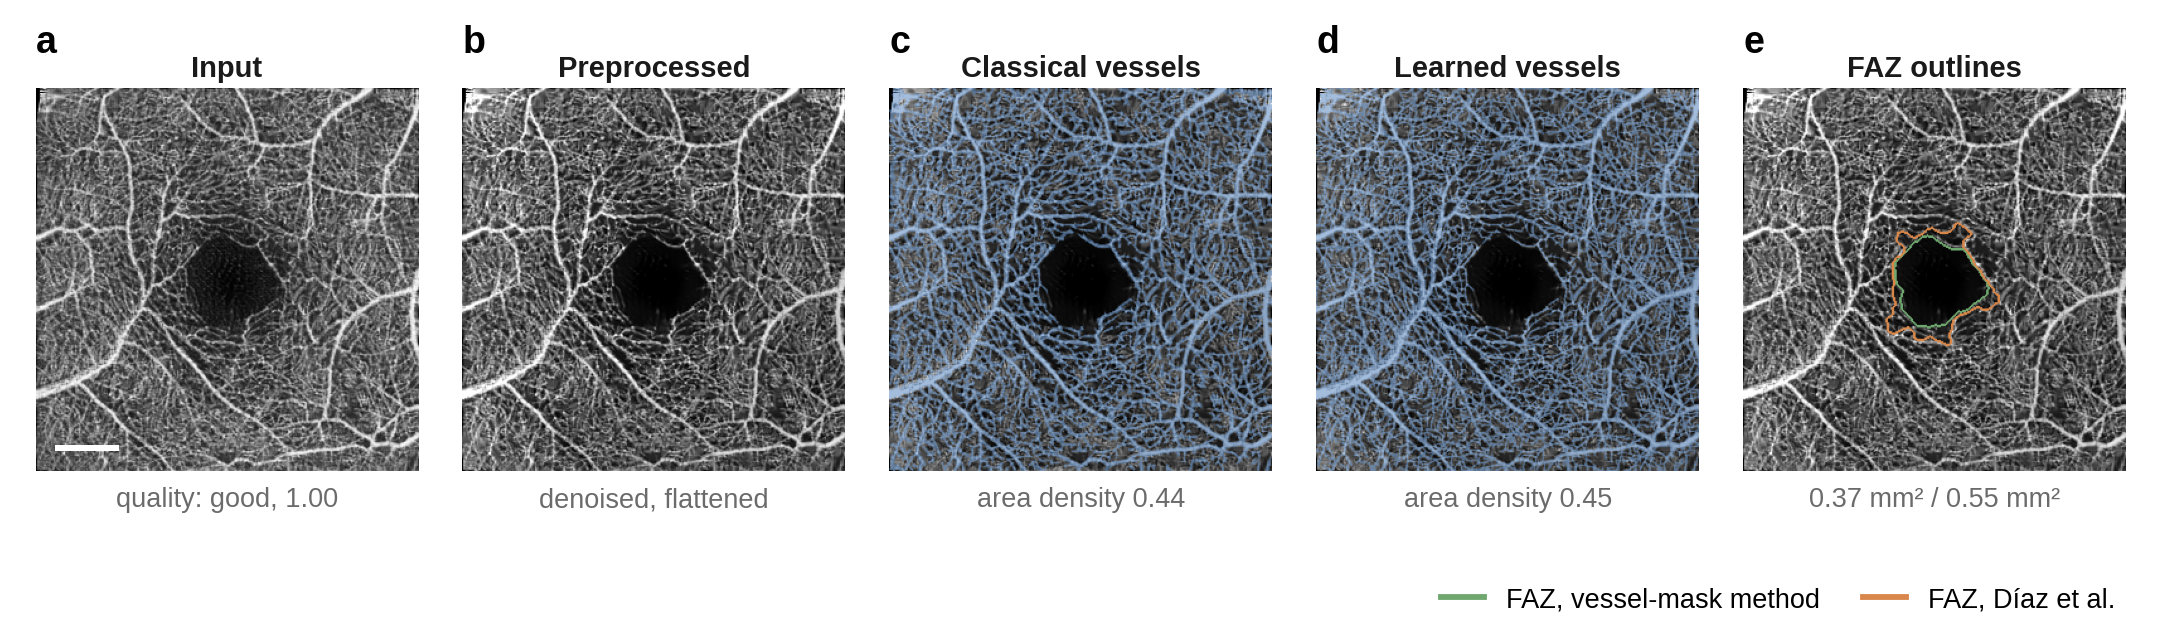 a
Input
quality: good, 1.00
b
Preprocessed
denoised, flattened
c
Classical vessels
area density 0.44
d
Learned vessels
area density 0.45
e
FAZ outlines
0.37 mm² / 0.55 mm²
FAZ, vessel-mask method
FAZ, Díaz et al.